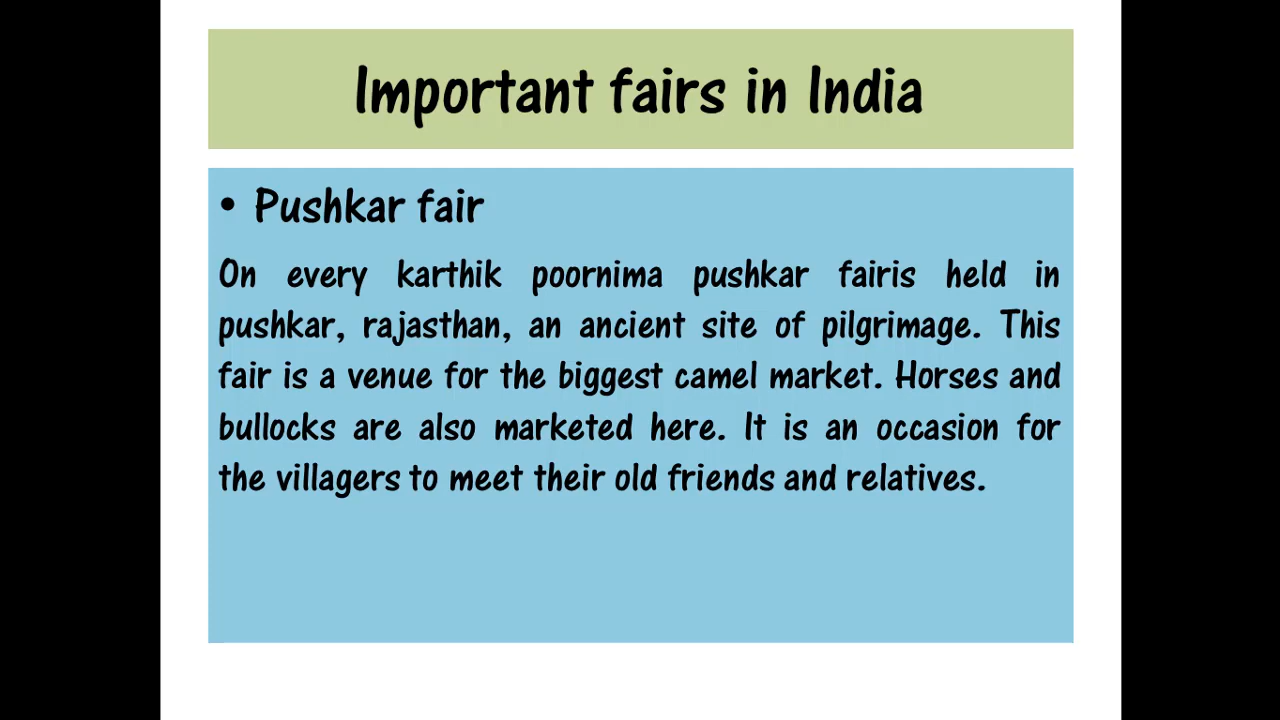 Important fairs in India
• Pushkar fair
On every karthik poornima pushkar fairis held in
pushkar, rajasthan, an ancient site of pilgrimage. This
fair is a venue for the biggest camel market. Horses and
bullocks are also marketed here. It is an occasion for
the villagers to meet their old friends and relatives.